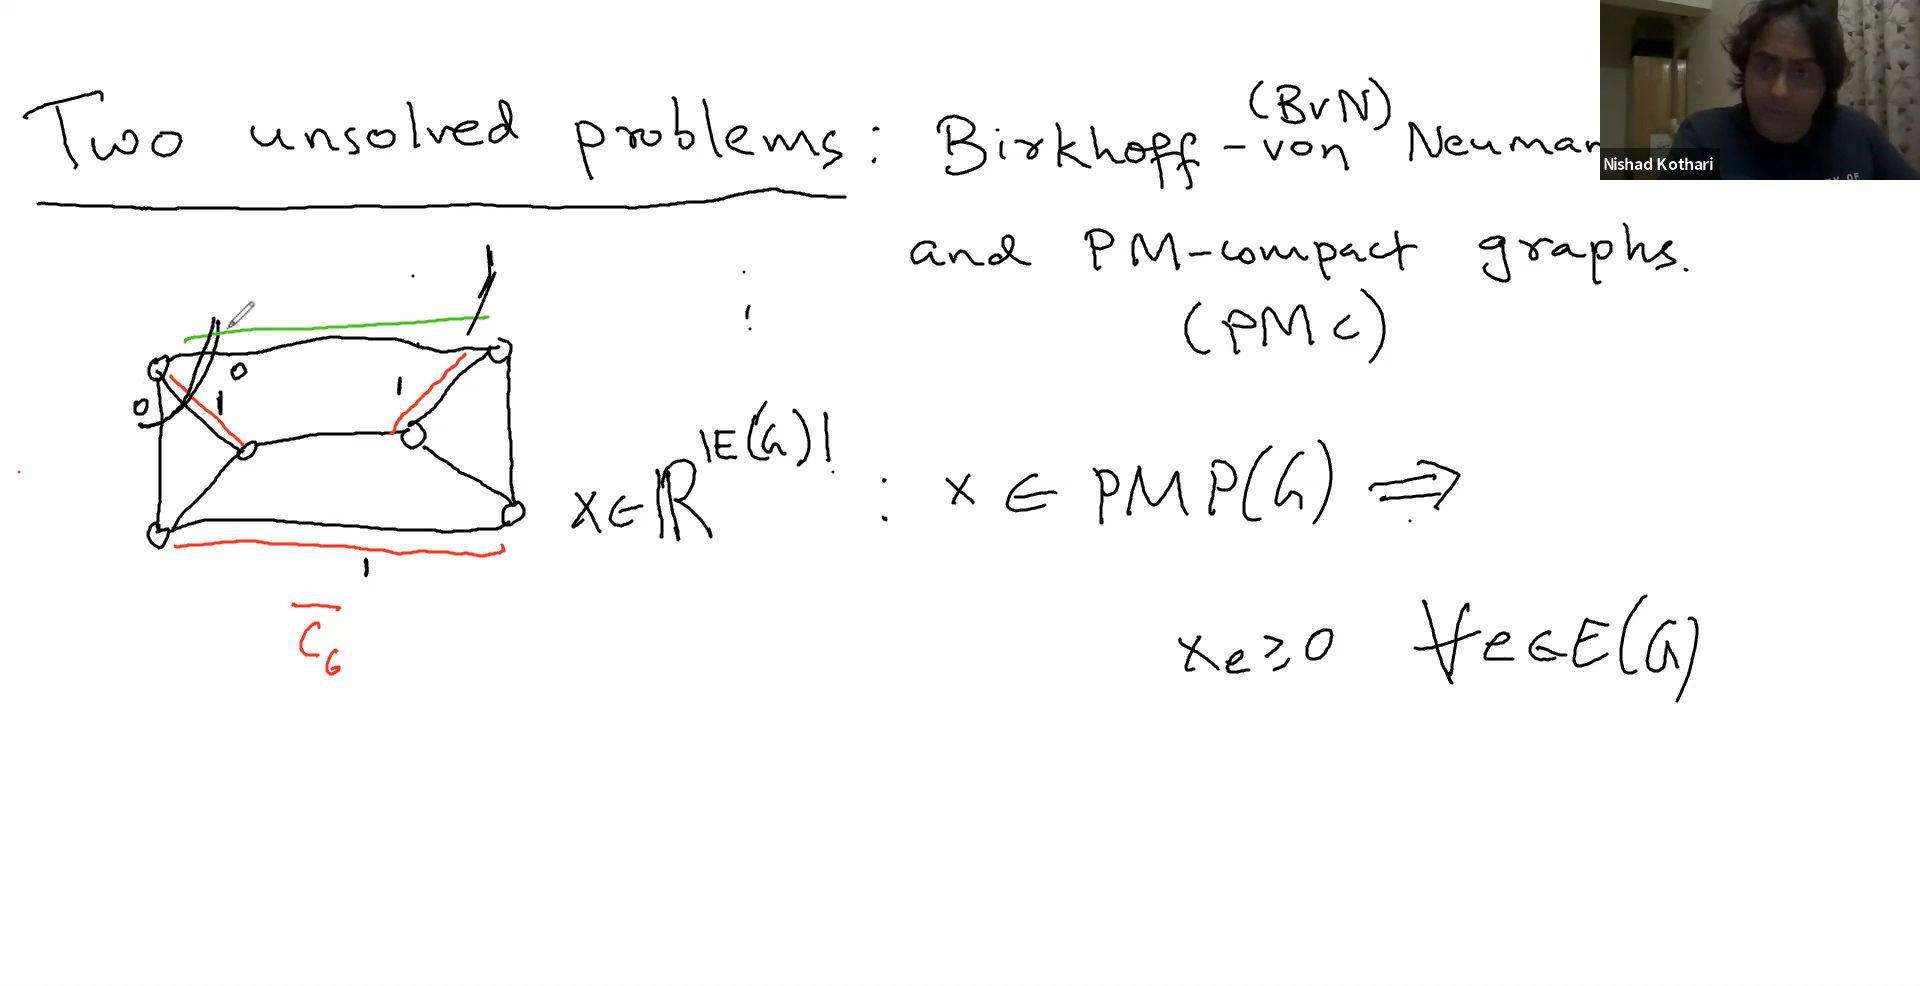 Two unsolved problems: Birkhoff-von Neuman
(BvN)
Nishad Kothari
and PM-compact graphs.
(PMc)
0
0
1
1
1
x∈ℝ^|E(G)| : x ∈ PMP(G) ⇒
x_e ≥ 0 ∀e∈E(G)
C̅₆